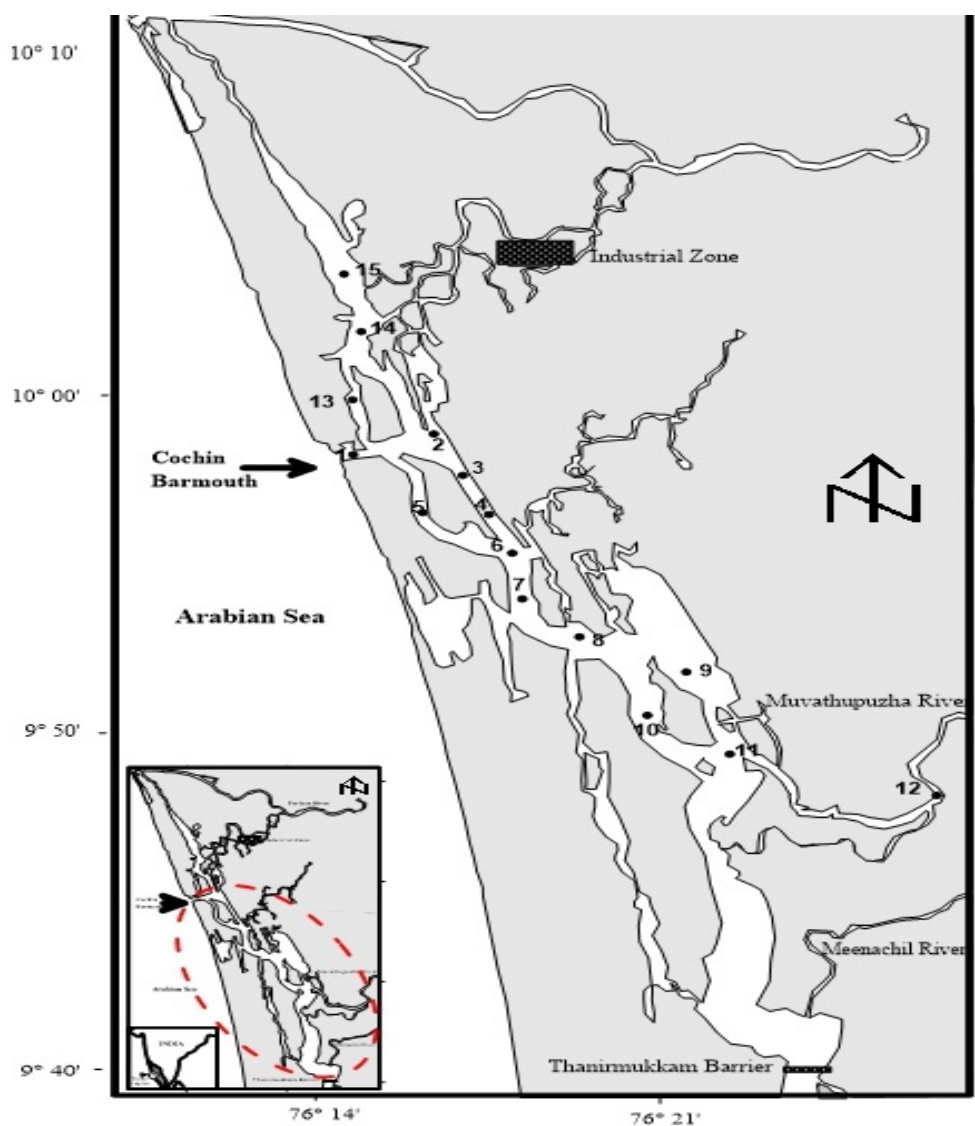 10° 10'
Industrial Zone
15
14
10° 00'
13
2
1
Cochin
Barmouth
3
5
4
6
7
Arabian Sea
8
9
Muvathupuzha River
9° 50'
10
11
12
N
Meenachil River
Arabian Sea
INDIA
Thanirmukkam Barrier
9° 40'
76° 14'
76° 21'